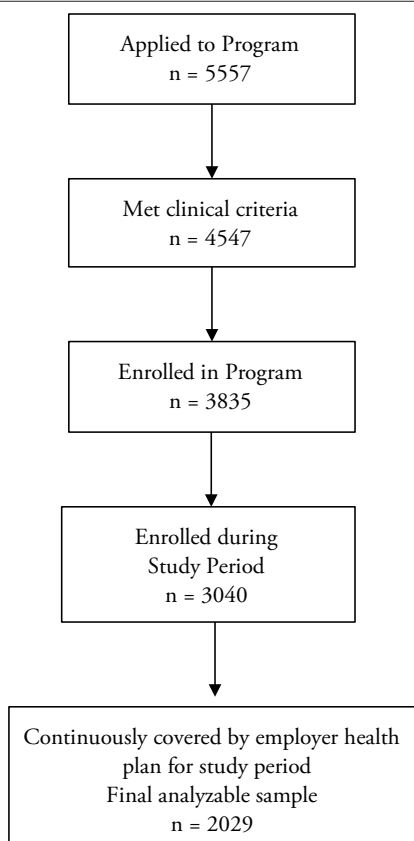 Applied to Program
n = 5557
Met clinical criteria
n = 4547
Enrolled in Program
n = 3835
Enrolled during
Study Period
n = 3040
Continuously covered by employer health
plan for study period
Final analyzable sample
n = 2029